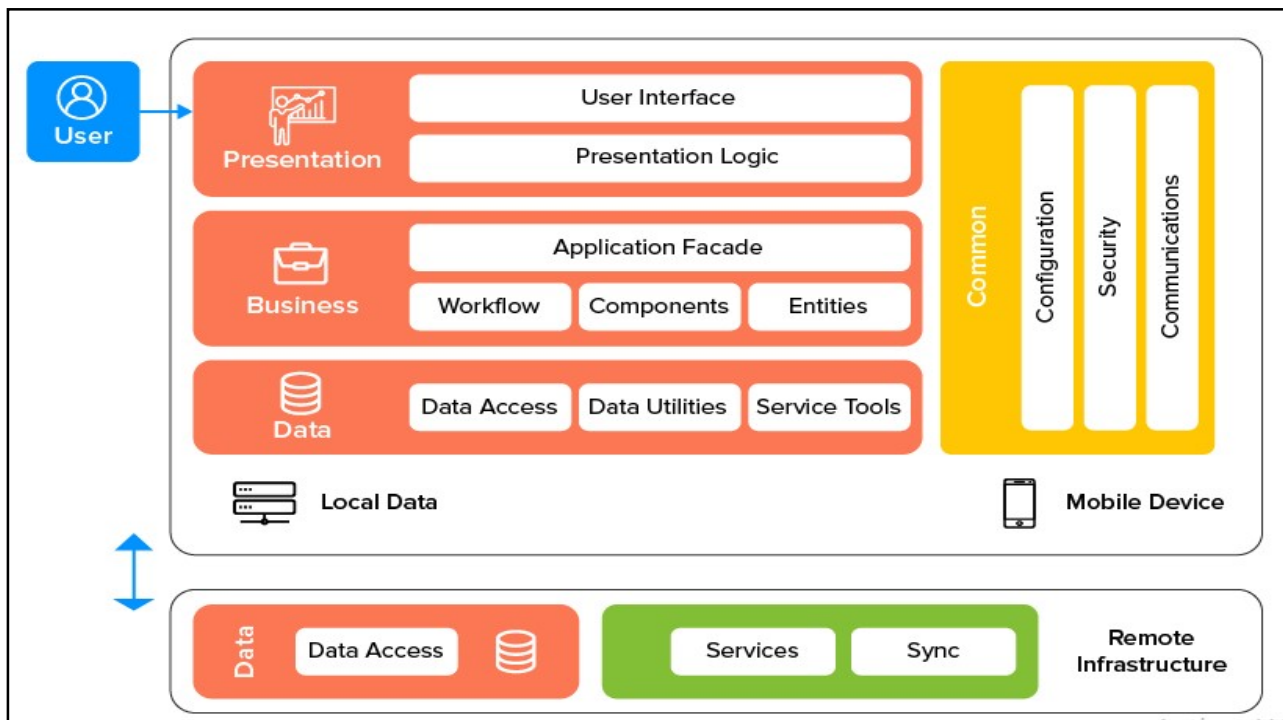 User
Presentation
User Interface
Presentation Logic
Business
Application Facade
Workflow
Components
Entities
Data
Data Access
Data Utilities
Service Tools
Common
Configuration
Security
Communications
Local Data
Mobile Device
Data
Data Access
Services
Sync
Remote
Infrastructure